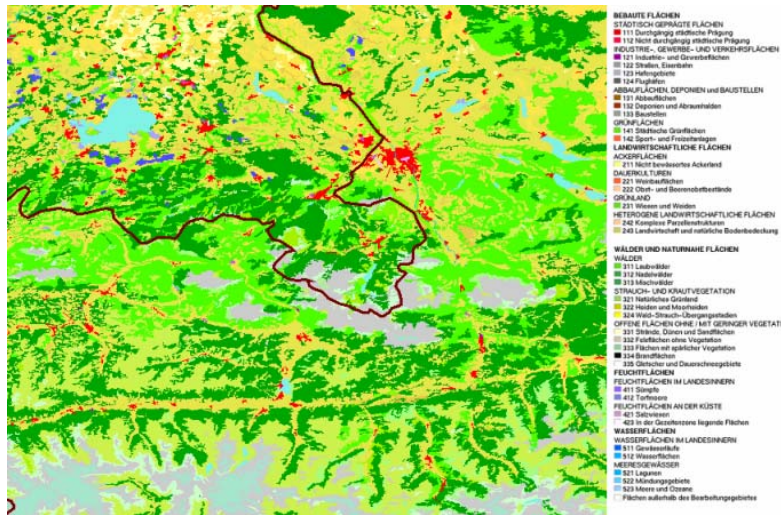 BEBAUTE FLÄCHEN
STÄDTISCH GEPRÄGTE FLÄCHEN
111 Durchgängig städtische Prägung
112 Nicht durchgängig städtische Prägung
INDUSTRIE-, GEWERBE- UND VERKEHRSFLÄCHEN
121 Industrie- und Gewerbeflächen
122 Straßen, Eisenbahn
123 Hafengebiete
124 Flughäfen
ABBAUFLÄCHEN, DEPONIEN UND BAUSTELLEN
131 Abbauflächen
132 Deponien und Abraumhalden
133 Baustellen
GRÜNFLÄCHEN
141 Städtische Grünflächen
142 Sport- und Freizeitanlagen
LANDWIRTSCHAFTLICHE FLÄCHEN
ACKERFLÄCHEN
211 Nicht bewässertes Ackerland
DAUERKULTUREN
221 Weinbauflächen
222 Obst- und Beerenobstbestände
GRÜNLAND
231 Wiesen und Weiden
HETEROGENE LANDWIRTSCHAFTLICHE FLÄCHEN
242 Komplexe Parzellenstrukturen
243 Landwirtschaft und natürliche Bodenbedeckung
WÄLDER UND NATURNAHE FLÄCHEN
WÄLDER
311 Laubwälder
312 Nadelwälder
313 Mischwälder
STRAUCH- UND KRAUTVEGETATION
321 Natürliches Grünland
322 Heiden und Moorheiden
324 Wald-Strauch-Übergangsstadien
OFFENE FLÄCHEN OHNE / MIT GERINGER VEGETATI
331 Strände, Dünen und Sandflächen
332 Felsflächen ohne Vegetation
333 Flächen mit spärlicher Vegetation
334 Brandflächen
335 Gletscher und Dauerschneegebiete
FEUCHTFLÄCHEN
FEUCHTFLÄCHEN IM LANDESINNERN
411 Sümpfe
412 Torfmoore
FEUCHTFLÄCHEN AN DER KÜSTE
421 Salzwiesen
423 In der Gezeitenzone liegende Flächen
WASSERFLÄCHEN
WASSERFLÄCHEN IM LANDESINNERN
511 Gewässerläufe
512 Wasserflächen
MEERESGEWÄSSER
521 Lagunen
522 Mündungsgebiete
523 Meere und Ozeane
Flächen außerhalb des Bearbeitungsgebietes